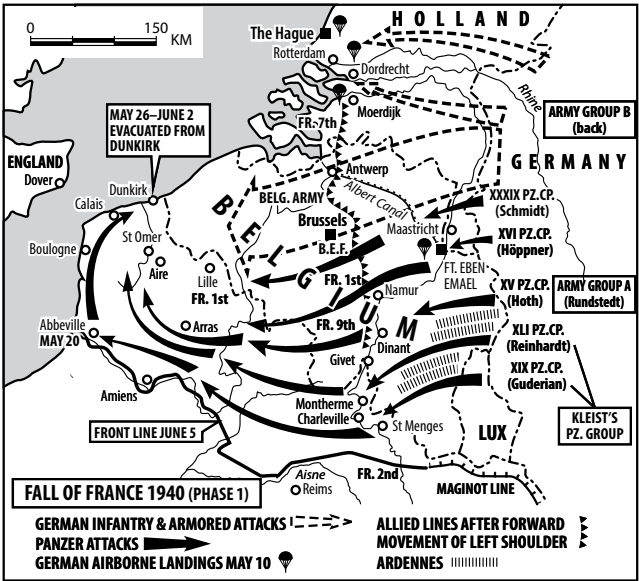 0 150
KM
HOLLAND
The Hague
Rotterdam
Dordrecht
Rhine
FR. 7th
Moerdijk
ARMY GROUP B
(back)
MAY 26–JUNE 2
EVACUATED FROM
DUNKIRK
ENGLAND
Dover
GERMANY
Antwerp
Albert Canal
Dunkirk
BELG. ARMY
XXXIX PZ.CP.
(Schmidt)
Calais
BELGIUM
Brussels
Maastricht
B.E.F.
XVI PZ.CP.
(Höppner)
St Omer
Boulogne
Aire
Lille
FR. 1st
FR. 1st
FT. EBEN
EMAEL
Namur
XV PZ.CP.
(Hoth)
ARMY GROUP A
(Rundstedt)
Abbeville
MAY 20
Arras
FR. 9th
Dinant
Givet
XLI PZ.CP.
(Reinhardt)
XIX PZ.CP.
(Guderian)
Amiens
Montherme
Charleville
St Menges
LUX
KLEIST'S
PZ. GROUP
FRONT LINE JUNE 5
Aisne
Reims
FR. 2nd
MAGINOT LINE
FALL OF FRANCE 1940 (PHASE 1)
GERMAN INFANTRY & ARMORED ATTACKS
PANZER ATTACKS
GERMAN AIRBORNE LANDINGS MAY 10
ALLIED LINES AFTER FORWARD
MOVEMENT OF LEFT SHOULDER
ARDENNES